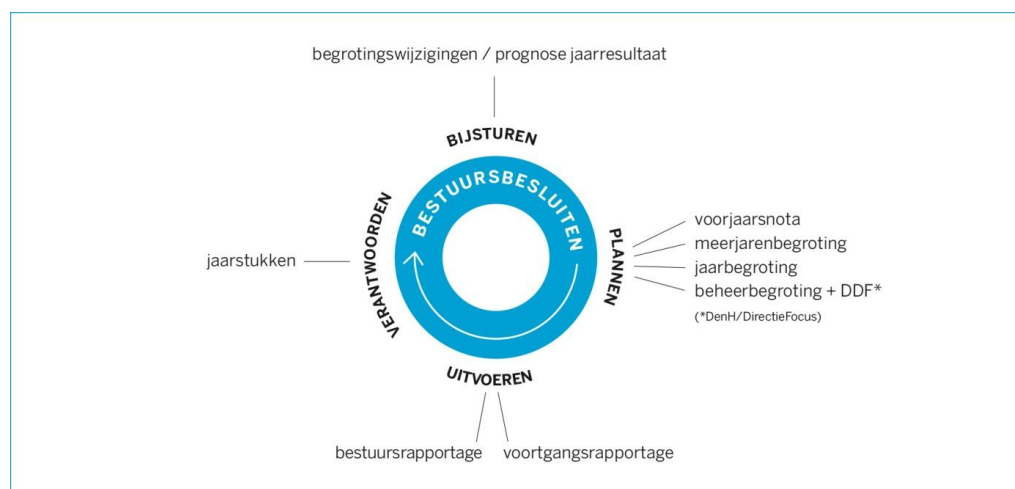 begrotingswijzigingen / prognose jaarresultaat
BIJSTUREN
BESTUURSBESLUITEN
VERANTWOORDEN
jaarstukken
PLANNEN
voorjaarsnota
meerjarenbegroting
jaarbegroting
beheerbegroting + DDF*
(*DenH/DirectieFocus)
UITVOEREN
bestuursrapportage
voortgangsrapportage